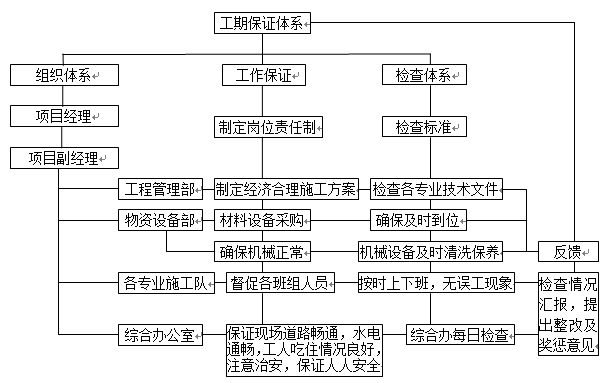 工期保证体系
组织体系
工作保证
检查体系
项目经理
制定岗位责任制
检查标准
项目副经理
工程管理部
制定经济合理施工方案
检查各专业技术文件
物资设备部
材料设备采购
确保及时到位
确保机械正常
机械设备及时清洗保养
反馈
各专业施工队
督促各班组人员
按时上下班，无误工现象
检查情况
汇报，提
出整改及
奖惩意见
综合办公室
保证现场道路畅通，水电
通畅，工人吃住情况良好，
注意治安，保证人人安全
综合办每日检查